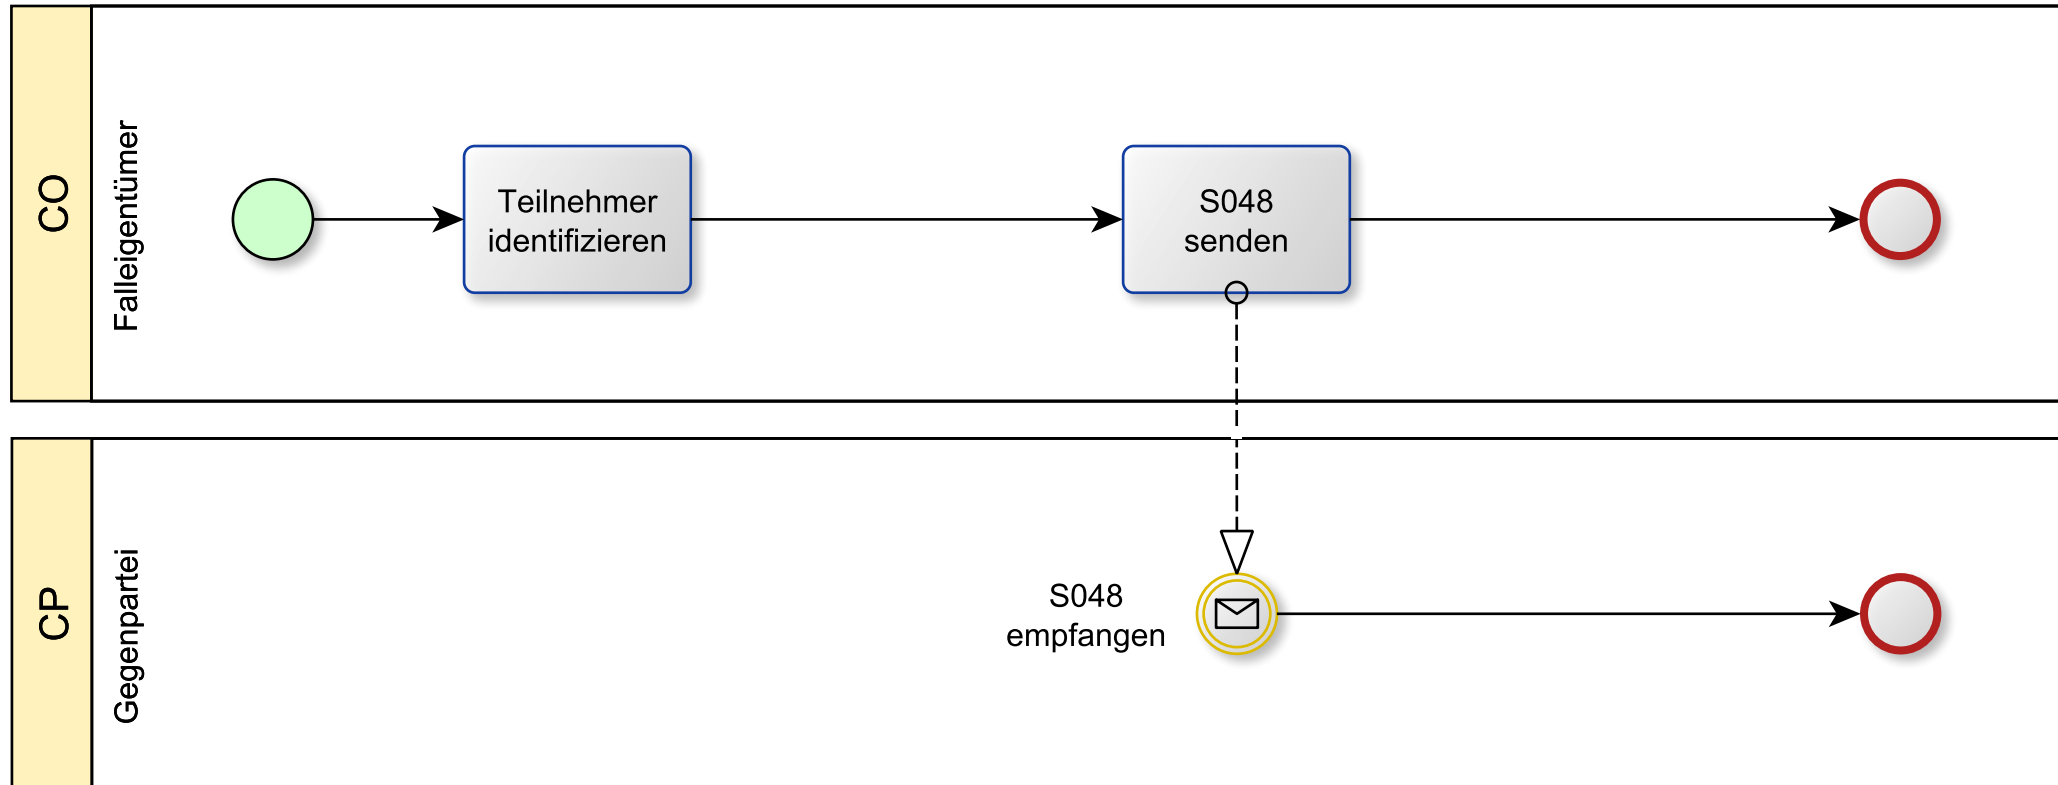 CO
Falleigentümer
Teilnehmer
identifizieren
S048
senden
CP
Gegenpartei
S048
empfangen